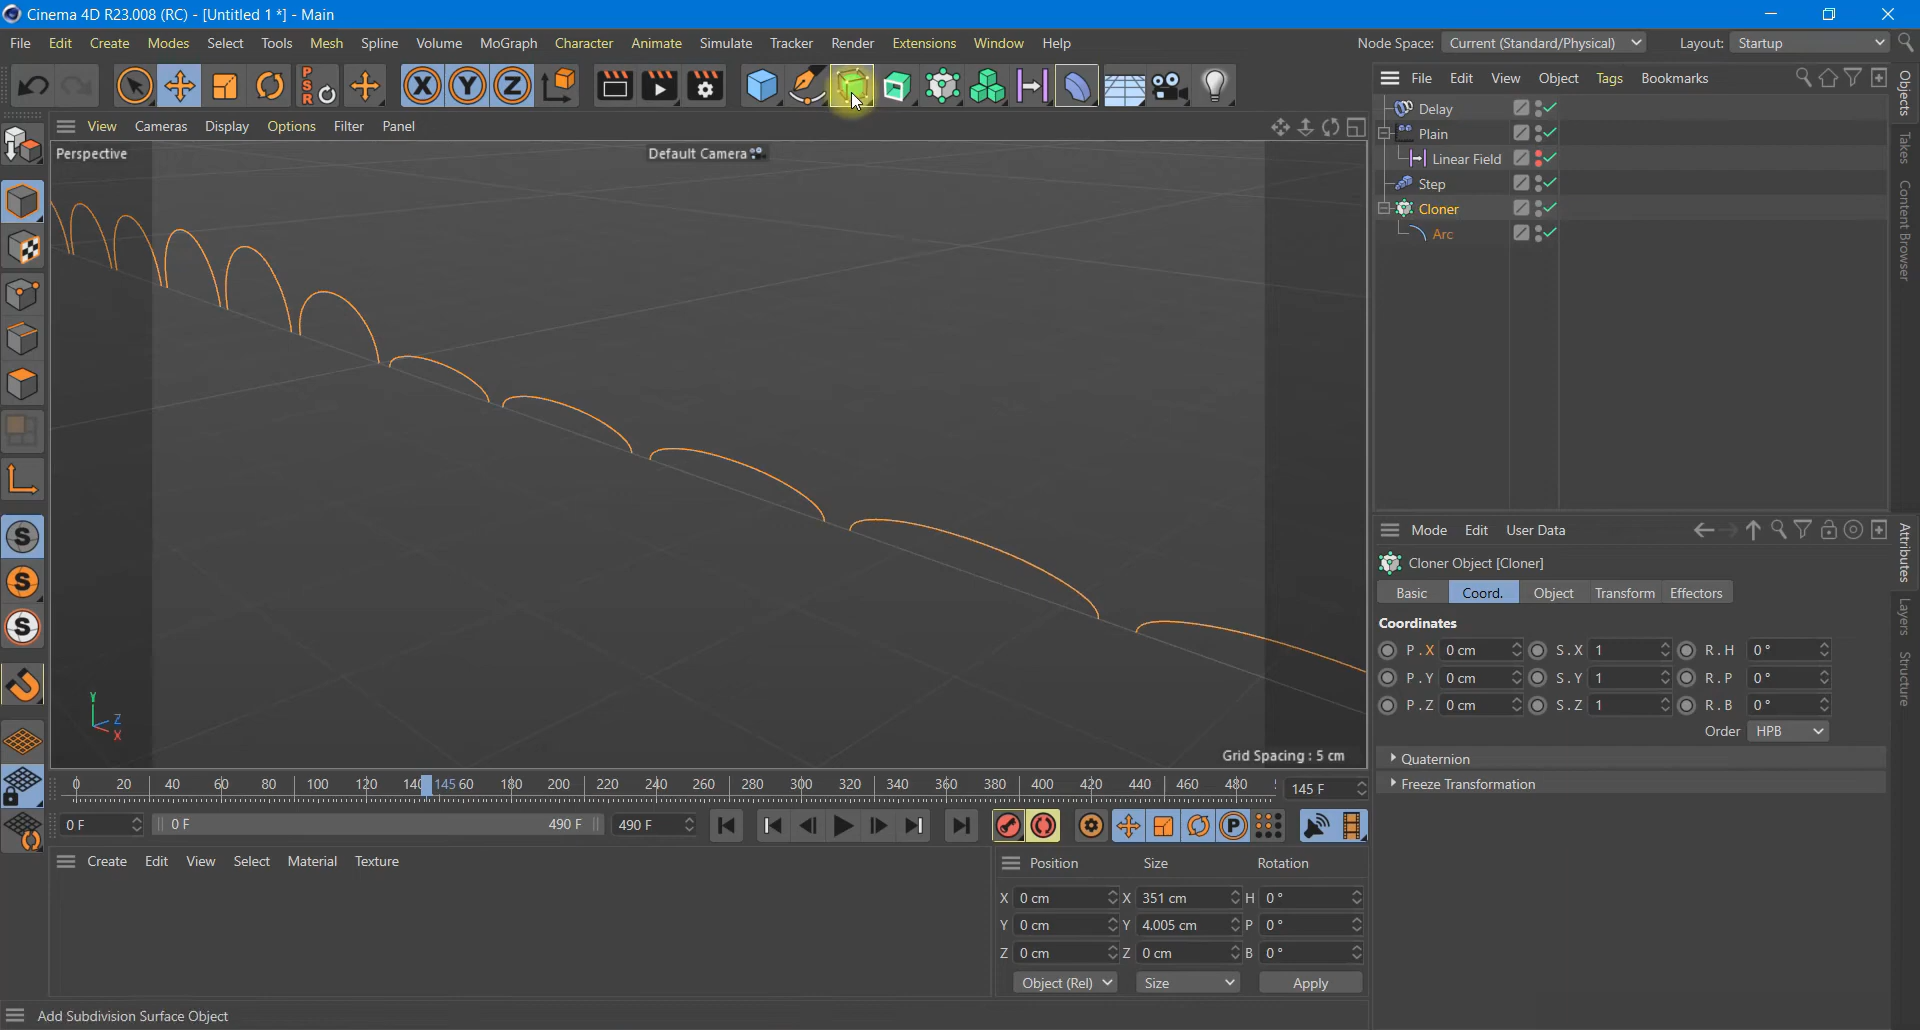 Cinema 4D R23.008 (RC) - [Untitled 1 *] - Main
File Edit Create Modes Select Tools Mesh Spline Volume MoGraph Character Animate Simulate Tracker Render Extensions Window Help Node Space: Current (Standard/Physical) Layout: Startup
File Edit View Object Tags Bookmarks
PSR X Y Z
Objects
Takes
Content Browser
View Cameras Display Options Filter Panel
Perspective
Default Camera
Delay
Plain
Linear Field
Step
Cloner
Arc
Y
Z
X
Grid Spacing : 5 cm
Mode Edit User Data
Attributes
Layers
Structure
Cloner Object [Cloner]
Basic Coord. Object Transform Effectors
Coordinates
P . X 0 cm S . X 1 R . H 0 °
P . Y 0 cm S . Y 1 R . P 0 °
P . Z 0 cm S . Z 1 R . B 0 °
Order HPB
Quaternion
Freeze Transformation
0 20 40 60 80 100 120 140 145 60 180 200 220 240 260 280 300 320 340 360 380 400 420 440 460 480 145 F
0 F 0 F 490 F 490 F
Create Edit View Select Material Texture
Position Size Rotation
X 0 cm X 351 cm H 0 °
Y 0 cm Y 4.005 cm P 0 °
Z 0 cm Z 0 cm B 0 °
Object (Rel) Size Apply
Add Subdivision Surface Object